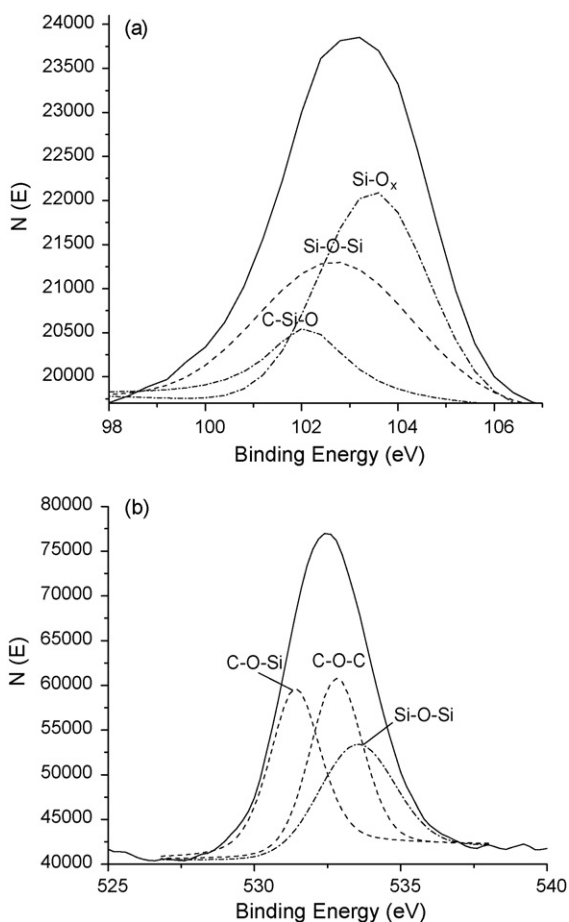 (a)
24000
23500
23000
22500
22000
21500
21000
20500
20000
N (E)
Si-Oₓ
Si-O-Si
C-Si-O
98 100 102 104 106
Binding Energy (eV)
(b)
80000
75000
70000
65000
60000
55000
50000
45000
40000
N (E)
C-O-Si
C-O-C
Si-O-Si
525 530 535 540
Binding Energy (eV)